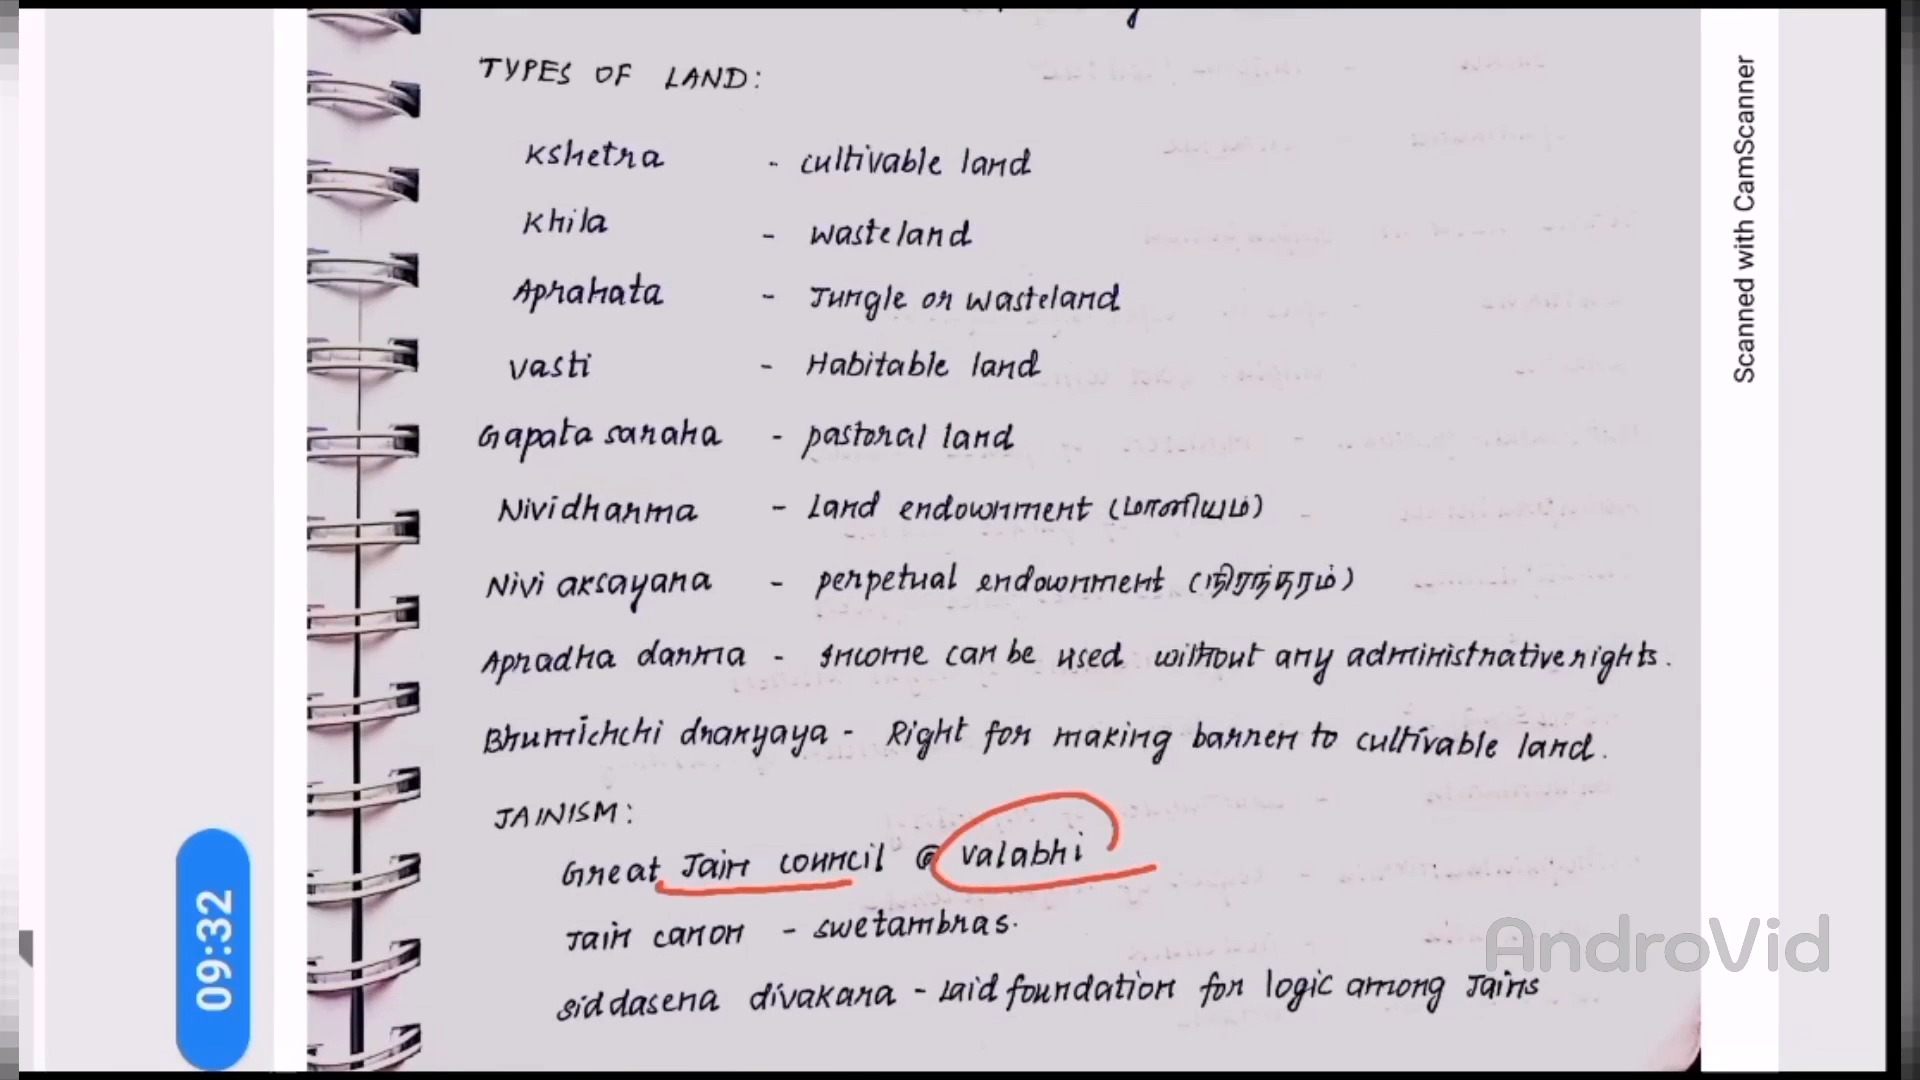 TYPES OF LAND:
Kshetra - cultivable land
Khila - wasteland
Aprahata - Jungle or wasteland
Vasti - Habitable land
Gapata saraha - pastoral land
Nividharma - Land endowrment (மானியம்)
Nivi aksayana - perpetual endowrment (நிரந்தரம்)
Apradha darma - Income can be used without any administrative rights.
Bhumichchi dranyaya - Right for making barren to cultivable land.
JAINISM:
Great Jain council @ valabhi
Jain canon - swetambras.
siddasena divakara - Laid foundation for logic among Jains
Scanned with CamScanner
09:32
AndroVid